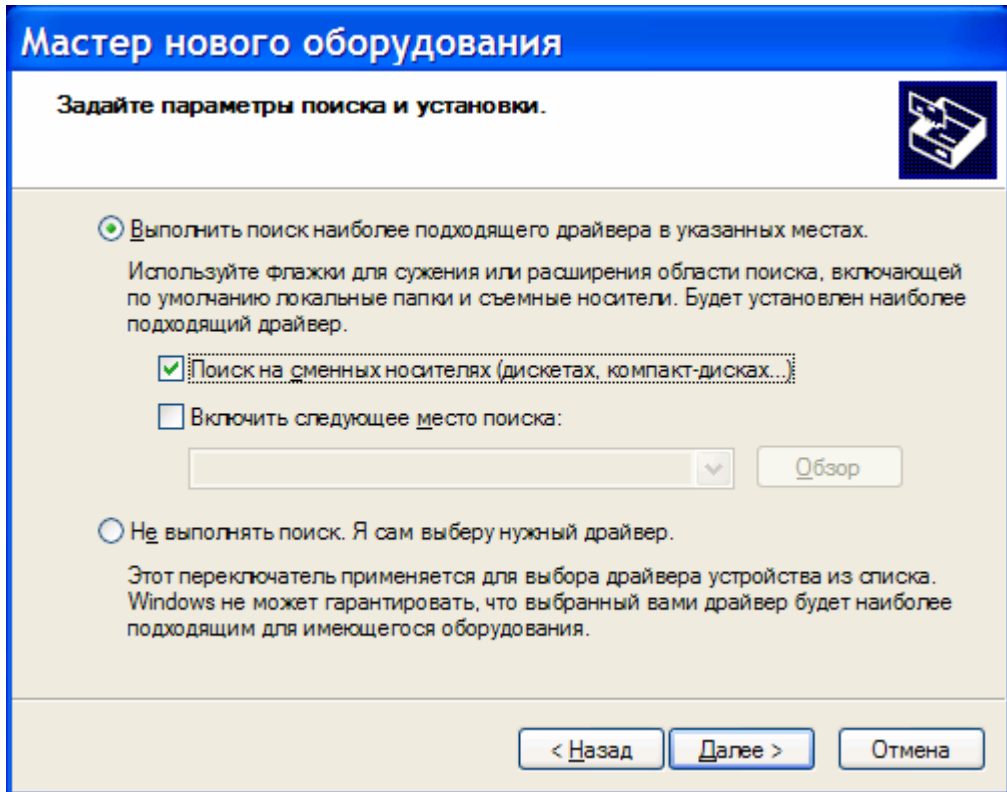 Мастер нового оборудования
Задайте параметры поиска и установки.
Выполнить поиск наиболее подходящего драйвера в указанных местах.
Используйте флажки для сужения или расширения области поиска, включающей
по умолчанию локальные папки и съемные носители. Будет установлен наиболее
подходящий драйвер.
Поиск на сменных носителях (дискетах, компакт-дисках...)
Включить следующее место поиска:
Обзор
Не выполнять поиск. Я сам выберу нужный драйвер.
Этот переключатель применяется для выбора драйвера устройства из списка.
Windows не может гарантировать, что выбранный вами драйвер будет наиболее
подходящим для имеющегося оборудования.
< Назад Далее > Отмена